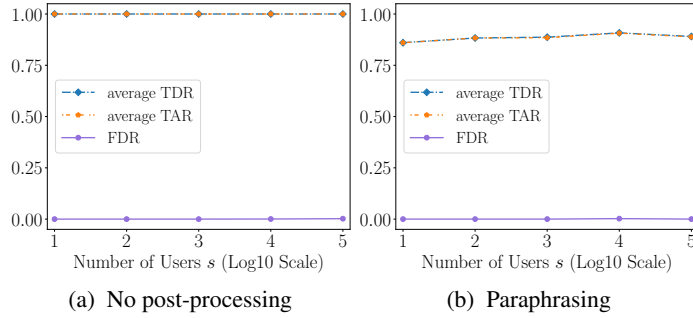 1.00
0.75
0.50
0.25
0.00
average TDR
average TAR
FDR
1 2 3 4 5
Number of Users s (Log10 Scale)
(a) No post-processing
1.00
0.75
0.50
0.25
0.00
average TDR
average TAR
FDR
1 2 3 4 5
Number of Users s (Log10 Scale)
(b) Paraphrasing